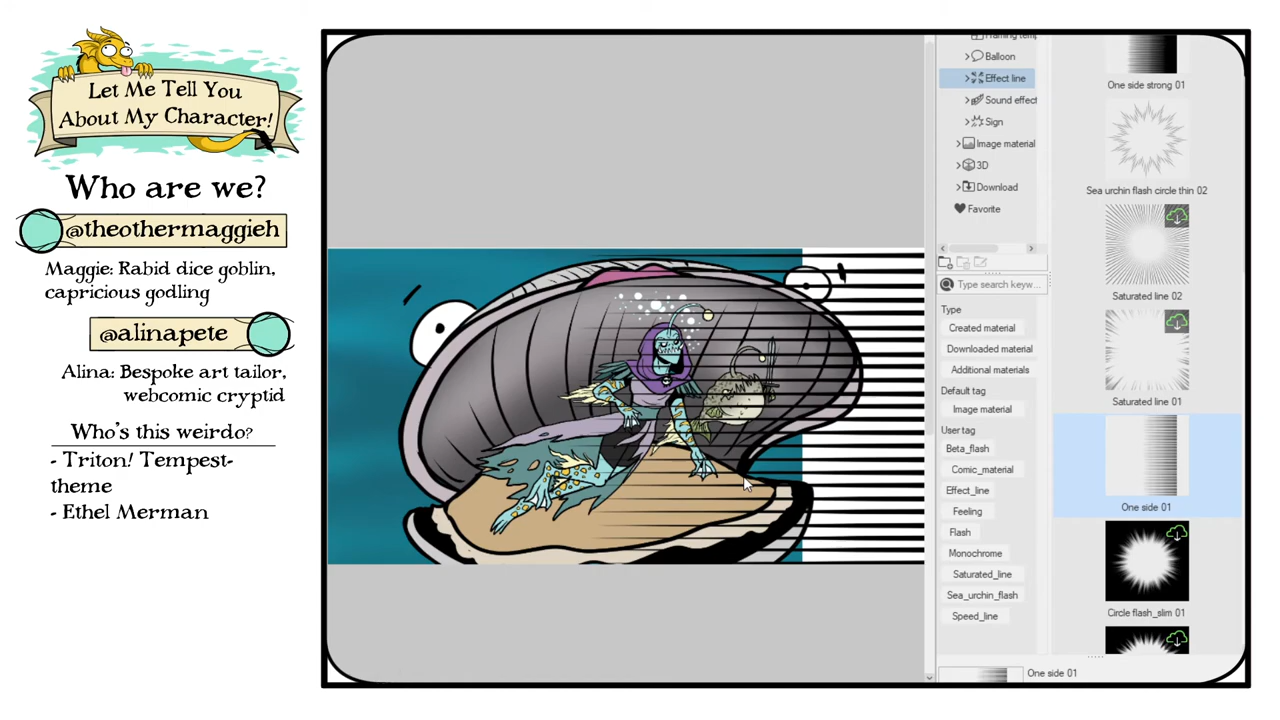 Let Me Tell You
About My Character!
Who are we?
@theothermaggieh
Maggie: Rabid dice goblin,
capricious godling
@alinapete
Alina: Bespoke art tailor,
webcomic cryptid
Who's this weirdo?
- Triton! Tempest-
theme
- Ethel Merman
Balloon
Effect line
Sound effect
Sign
Image material
3D
Download
Favorite
Type search keyw...
Type
Created material
Downloaded material
Additional materials
Default tag
Image material
User tag
Beta_flash
Comic_material
Effect_line
Feeling
Flash
Monochrome
Saturated_line
Sea_urchin_flash
Speed_line
One side strong 01
Sea urchin flash circle thin 02
Saturated line 02
Saturated line 01
One side 01
Circle flash_slim 01
One side 01